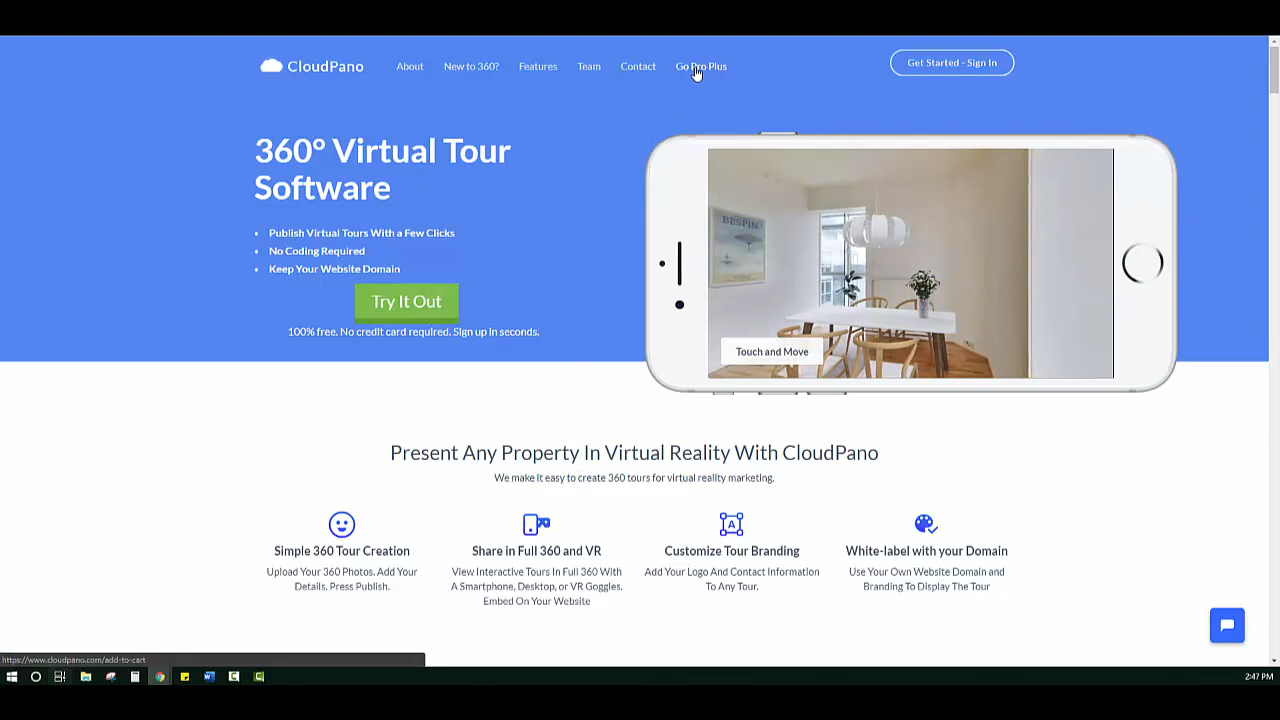 CloudPano
About New to 360? Features Team Contact Go Pro Plus
Get Started - Sign In
360° Virtual Tour
Software
Publish Virtual Tours With a Few Clicks
No Coding Required
Keep Your Website Domain
Try It Out
100% free. No credit card required. Sign up in seconds.
BESPIN
Touch and Move
Present Any Property In Virtual Reality With CloudPano
We make it easy to create 360 tours for virtual reality marketing.
Simple 360 Tour Creation
Upload Your 360 Photos. Add Your
Details. Press Publish.
Share in Full 360 and VR
View Interactive Tours in Full 360 With
A Smartphone, Desktop, or VR Goggles.
Embed On Your Website
A
Customize Tour Branding
Add Your Logo And Contact Information
To Any Tour.
White-label with your Domain
Use Your Own Website Domain and
Branding To Display The Tour
https://www.cloudpano.com/add-to-cart
2:47 PM